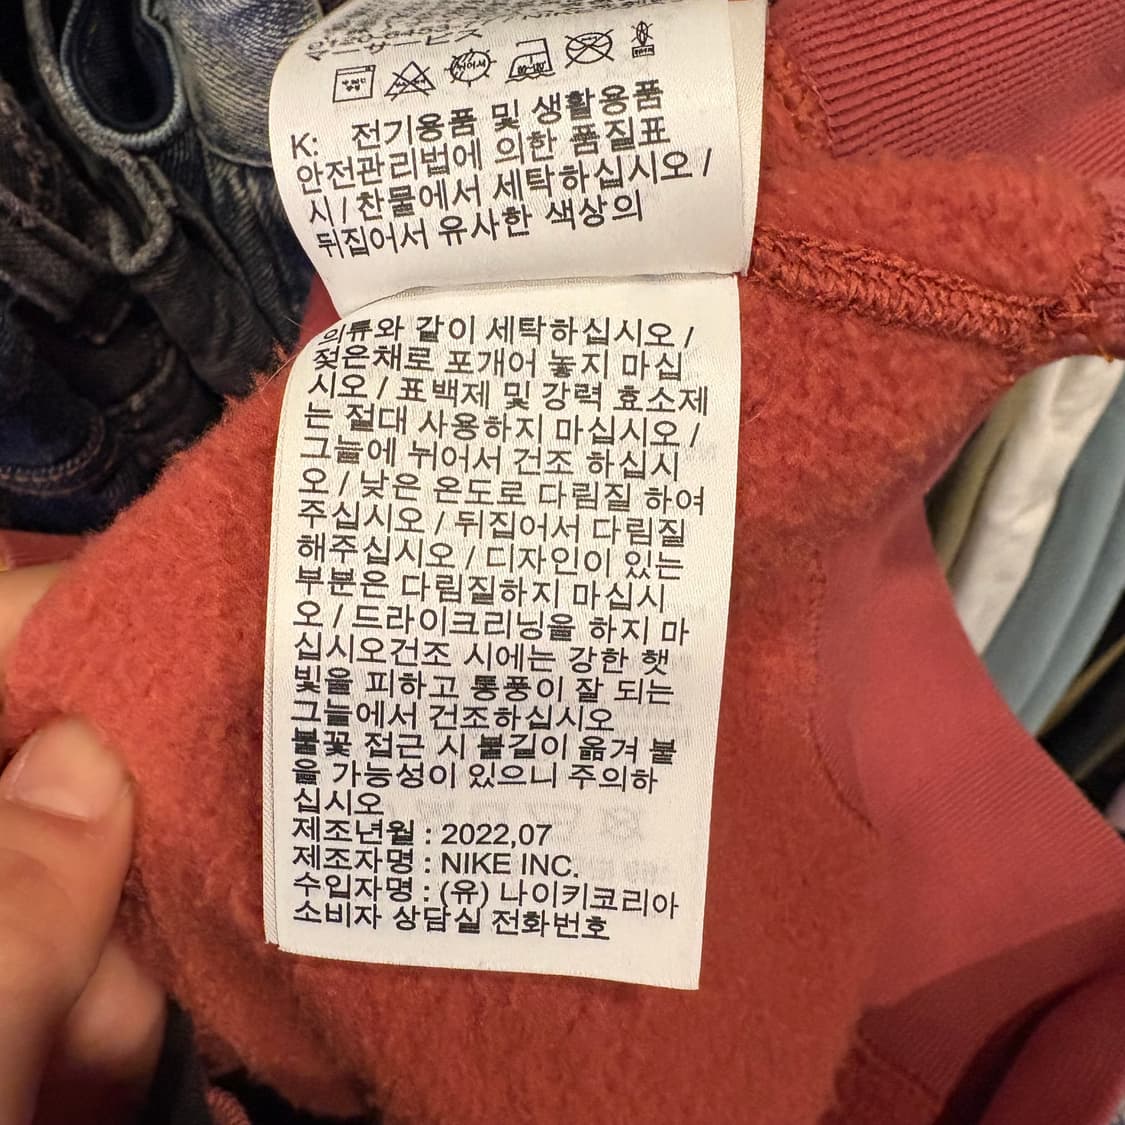 ーサービス
K: 전기용품 및 생활용품
안전관리법에 의한 품질표
시 / 찬물에서 세탁하십시오 /
뒤집어서 유사한 색상의
의류와 같이 세탁하십시오 /
젖은채로 포개어 놓지 마십
시오 / 표백제 및 강력 효소제
는 절대 사용하지 마십시오 /
그늘에 뉘어서 건조 하십시
오 / 낮은 온도로 다림질 하여
주십시오 / 뒤집어서 다림질
해주십시오 / 디자인이 있는
부분은 다림질하지 마십시
오 / 드라이크리닝을 하지 마
십시오건조 시에는 강한 햇
빛을 피하고 통풍이 잘 되는
그늘에서 건조하십시오
불꽃 접근 시 불길이 옮겨 붙
을 가능성이 있으니 주의하
십시오
제조년월 : 2022,07
제조자명 : NIKE INC.
수입자명 : (유) 나이키코리아
소비자 상담실 전화번호